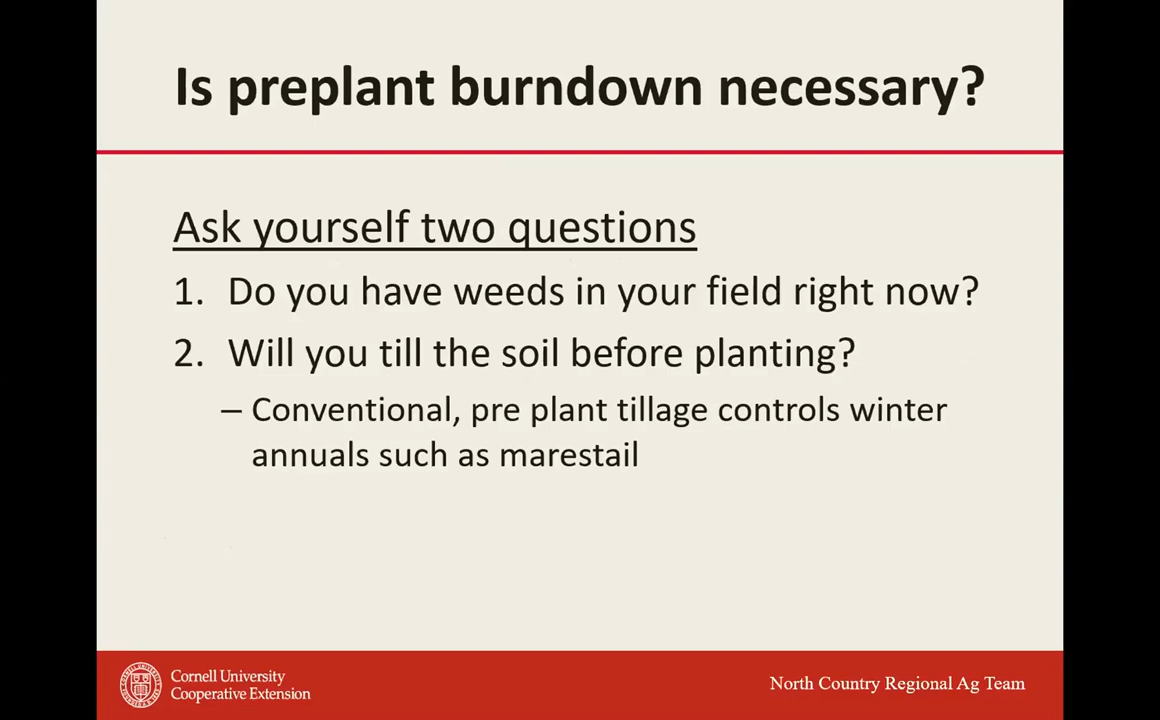 Is preplant burndown necessary?
Ask yourself two questions
1. Do you have weeds in your field right now?
2. Will you till the soil before planting?
– Conventional, pre plant tillage controls winter
annuals such as marestail
Cornell University
Cooperative Extension
North Country Regional Ag Team